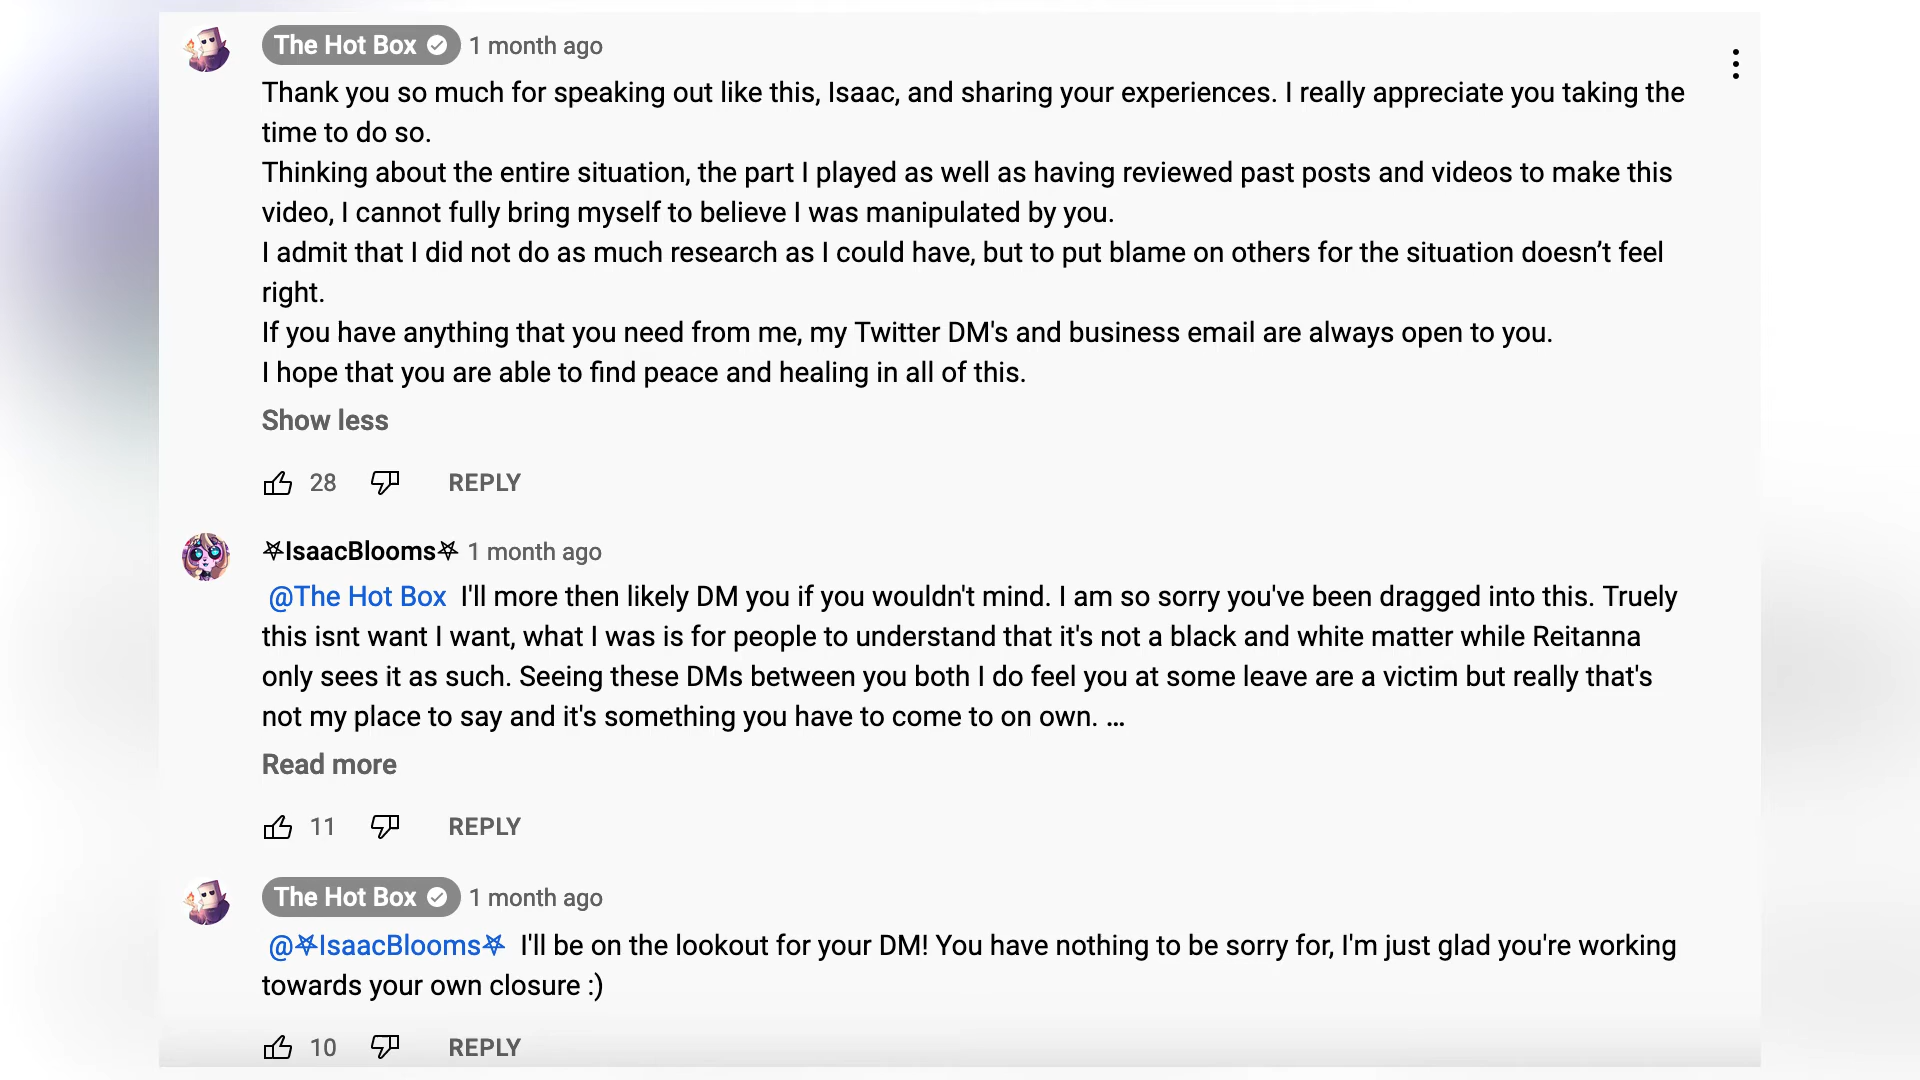 The Hot Box 1 month ago
Thank you so much for speaking out like this, Isaac, and sharing your experiences. I really appreciate you taking the
time to do so.
Thinking about the entire situation, the part I played as well as having reviewed past posts and videos to make this
video, I cannot fully bring myself to believe I was manipulated by you.
I admit that I did not do as much research as I could have, but to put blame on others for the situation doesn’t feel
right.
If you have anything that you need from me, my Twitter DM's and business email are always open to you.
I hope that you are able to find peace and healing in all of this.
Show less
28 REPLY
⛧IsaacBlooms⛧ 1 month ago
@The Hot Box I'll more then likely DM you if you wouldn't mind. I am so sorry you've been dragged into this. Truely
this isnt want I want, what I was is for people to understand that it's not a black and white matter while Reitanna
only sees it as such. Seeing these DMs between you both I do feel you at some leave are a victim but really that's
not my place to say and it's something you have to come to on own. ...
Read more
11 REPLY
The Hot Box 1 month ago
@⛧IsaacBlooms⛧ I'll be on the lookout for your DM! You have nothing to be sorry for, I'm just glad you're working
towards your own closure :)
10 REPLY